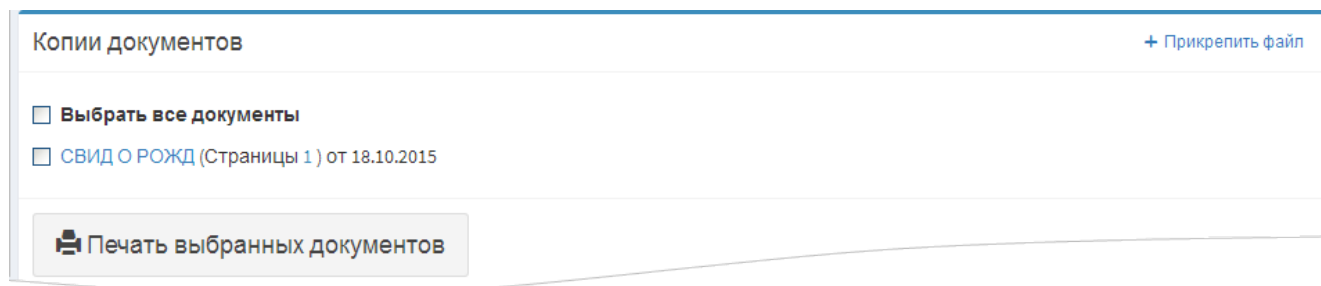 Копии документов
+ Прикрепить файл
Выбрать все документы
СВИД О РОЖД (Страницы 1 ) от 18.10.2015
Печать выбранных документов